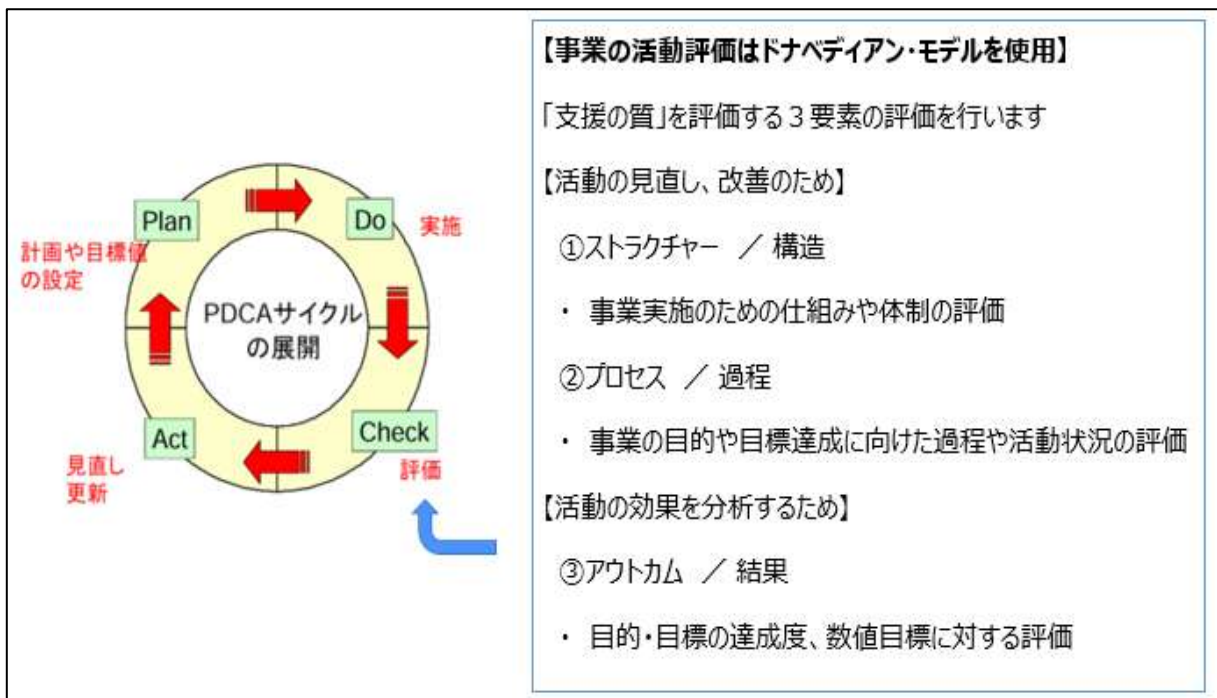 Plan
Do
実施
計画や目標値
の設定
PDCAサイクル
の展開
Act
Check
見直し
更新
評価
【事業の活動評価はドナベディアン・モデルを使用】
「支援の質」を評価する3要素の評価を行います
【活動の見直し、改善のため】
①ストラクチャー ／ 構造
・ 事業実施のための仕組みや体制の評価
②プロセス ／ 過程
・ 事業の目的や目標達成に向けた過程や活動状況の評価
【活動の効果を分析するため】
③アウトカム ／ 結果
・ 目的・目標の達成度、数値目標に対する評価